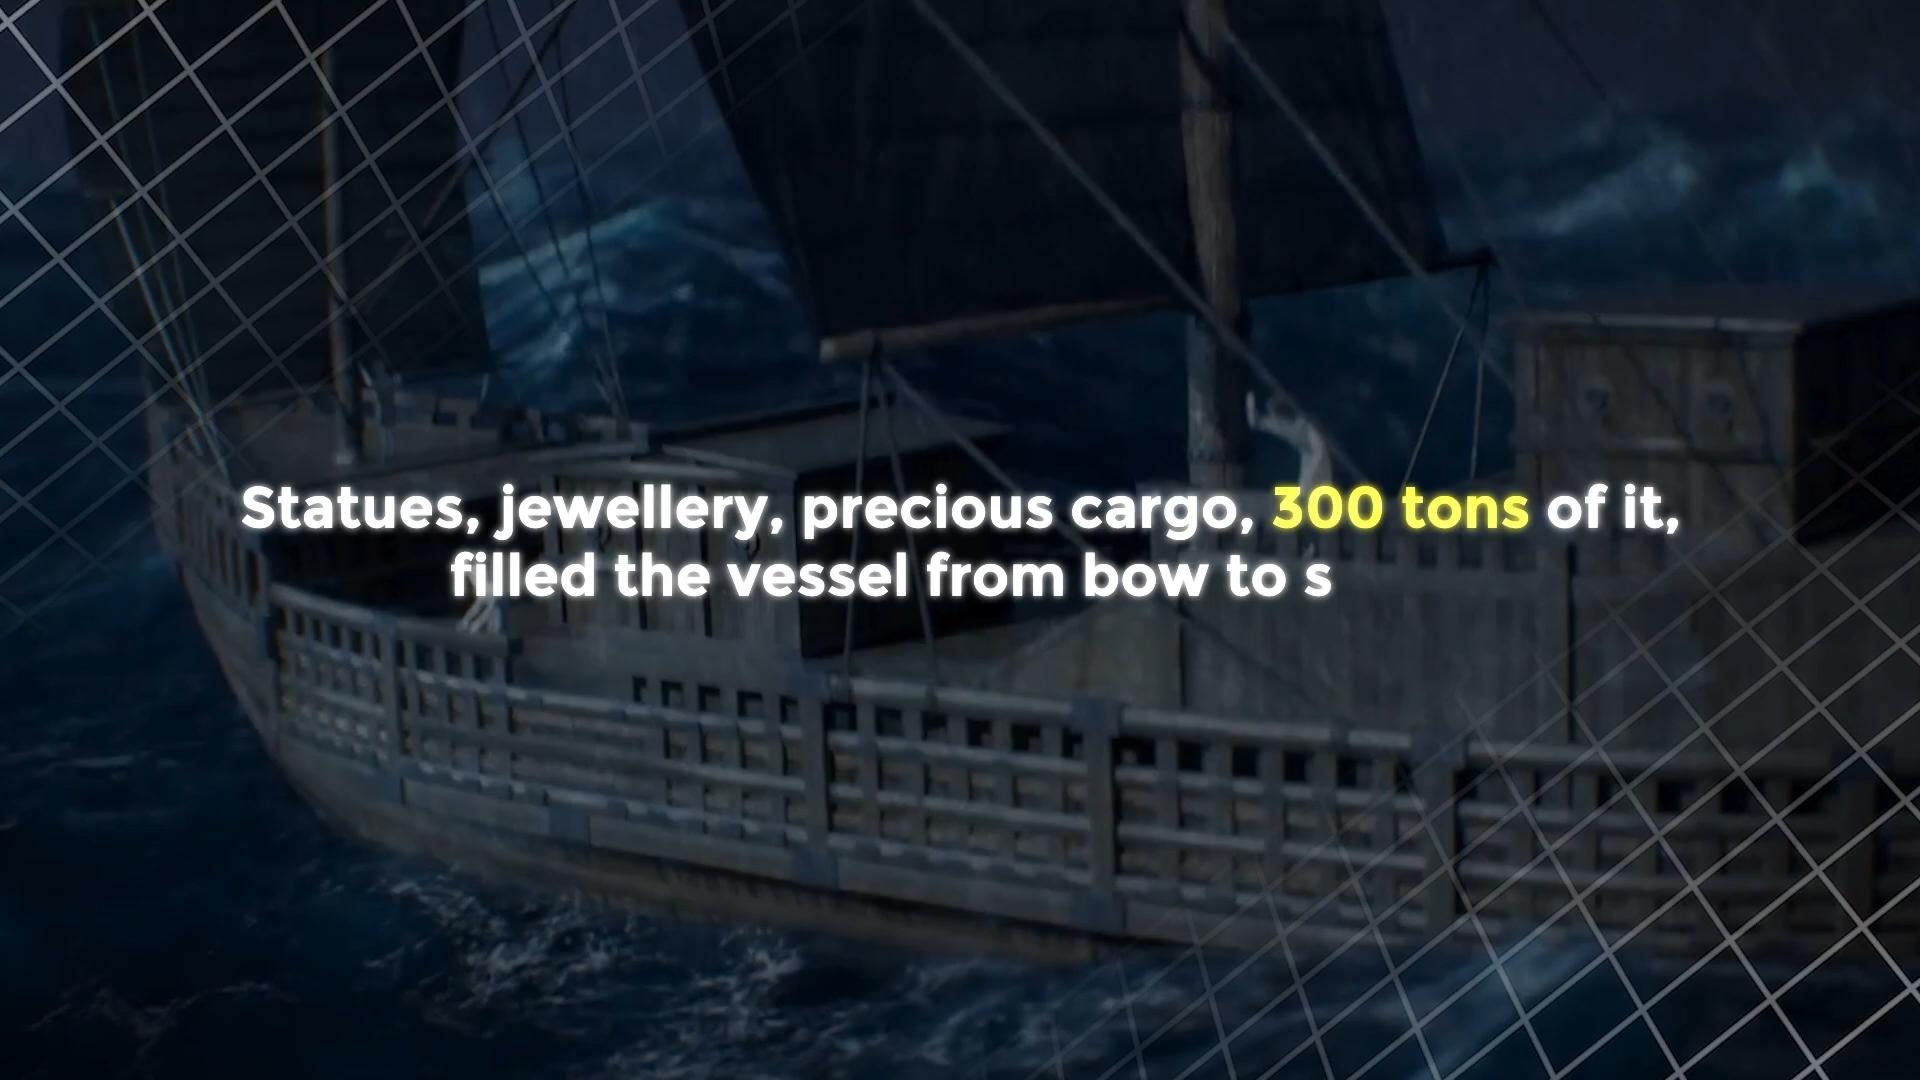 Statues, jewellery, precious cargo, 300 tons of it,
filled the vessel from bow to s